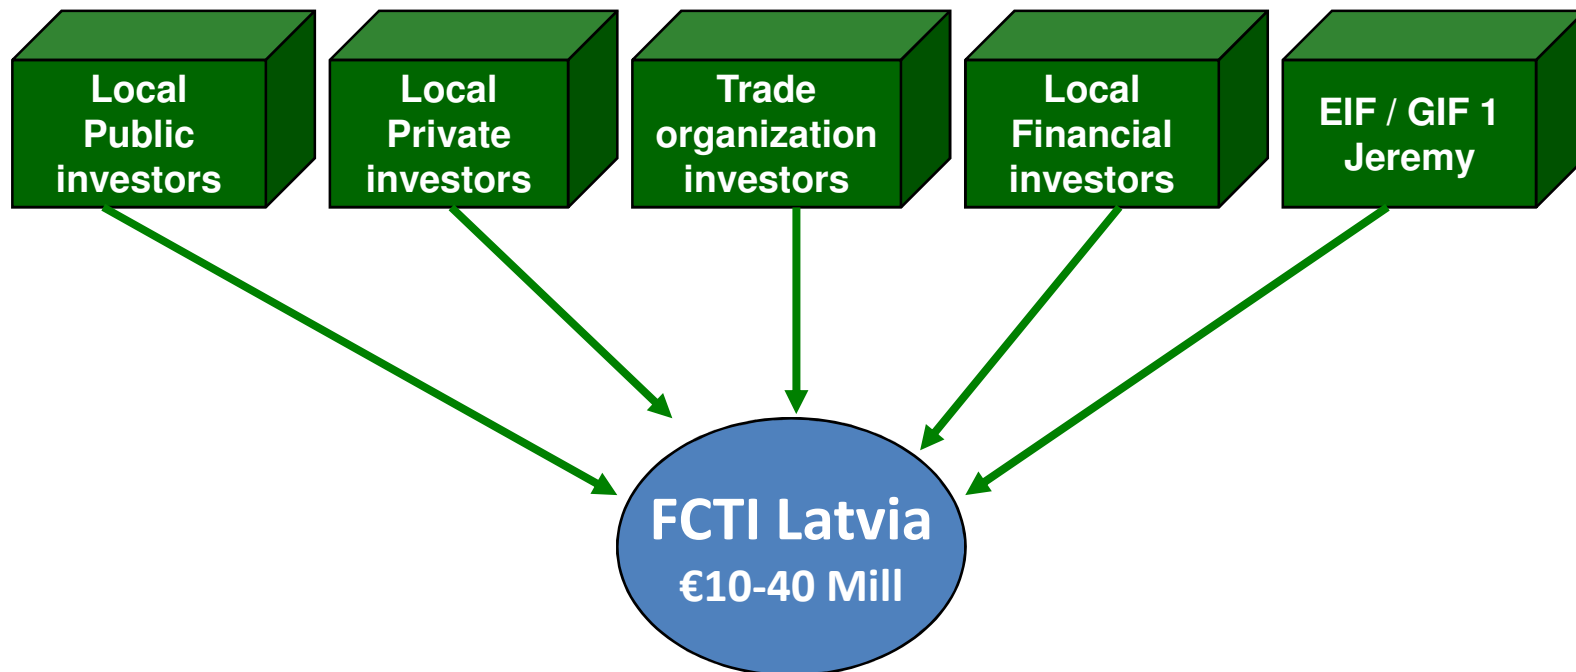 Local
Public
investors
Local
Private
investors
Trade
organization
investors
Local
Financial
investors
EIF / GIF 1
Jeremy
FCTI Latvia
€10-40 Mill